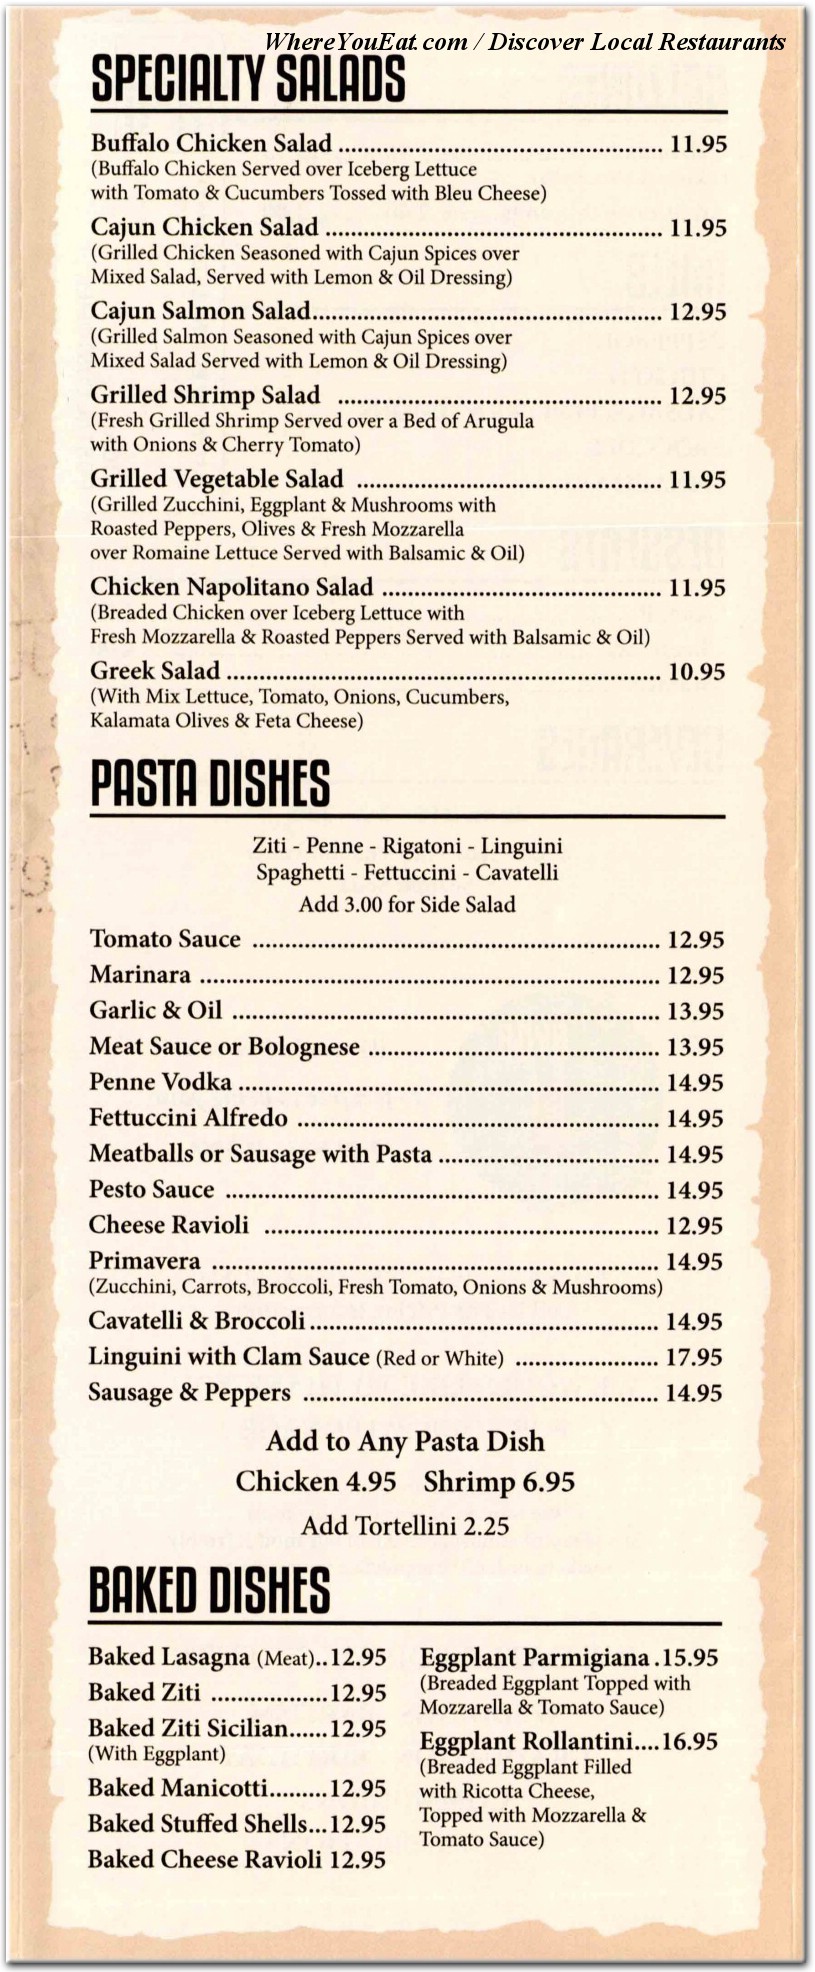 WhereYouEat.com / Discover Local Restaurants
SPECIALTY SALADS
Buffalo Chicken Salad ........................................................ 11.95
(Buffalo Chicken Served over Iceberg Lettuce
with Tomato & Cucumbers Tossed with Bleu Cheese)
Cajun Chicken Salad ........................................................ 11.95
(Grilled Chicken Seasoned with Cajun Spices over
Mixed Salad, Served with Lemon & Oil Dressing)
Cajun Salmon Salad........................................................ 12.95
(Grilled Salmon Seasoned with Cajun Spices over
Mixed Salad Served with Lemon & Oil Dressing)
Grilled Shrimp Salad ........................................................ 12.95
(Fresh Grilled Shrimp Served over a Bed of Arugula
with Onions & Cherry Tomato)
Grilled Vegetable Salad .................................................... 11.95
(Grilled Zucchini, Eggplant & Mushrooms with
Roasted Peppers, Olives & Fresh Mozzarella
over Romaine Lettuce Served with Balsamic & Oil)
Chicken Napolitano Salad ................................................ 11.95
(Breaded Chicken over Iceberg Lettuce with
Fresh Mozzarella & Roasted Peppers Served with Balsamic & Oil)
Greek Salad ........................................................................ 10.95
(With Mix Lettuce, Tomato, Onions, Cucumbers,
Kalamata Olives & Feta Cheese)
PASTA DISHES
Ziti - Penne - Rigatoni - Linguini
Spaghetti - Fettuccini - Cavatelli
Add 3.00 for Side Salad
Tomato Sauce .................................................................... 12.95
Marinara ............................................................................ 12.95
Garlic & Oil ........................................................................ 13.95
Meat Sauce or Bolognese ................................................ 13.95
Penne Vodka ...................................................................... 14.95
Fettuccini Alfredo ............................................................ 14.95
Meatballs or Sausage with Pasta ..................................... 14.95
Pesto Sauce ........................................................................ 14.95
Cheese Ravioli .................................................................. 12.95
Primavera .......................................................................... 14.95
(Zucchini, Carrots, Broccoli, Fresh Tomato, Onions & Mushrooms)
Cavatelli & Broccoli.......................................................... 14.95
Linguini with Clam Sauce (Red or White) ........................ 17.95
Sausage & Peppers ............................................................ 14.95
Add to Any Pasta Dish
Chicken 4.95 Shrimp 6.95
Add Tortellini 2.25
BAKED DISHES
Baked Lasagna (Meat)..12.95
Baked Ziti ...................12.95
Baked Ziti Sicilian......12.95
(With Eggplant)
Baked Manicotti.........12.95
Baked Stuffed Shells...12.95
Baked Cheese Ravioli 12.95
Eggplant Parmigiana .15.95
(Breaded Eggplant Topped with
Mozzarella & Tomato Sauce)
Eggplant Rollantini....16.95
(Breaded Eggplant Filled
with Ricotta Cheese,
Topped with Mozzarella &
Tomato Sauce)